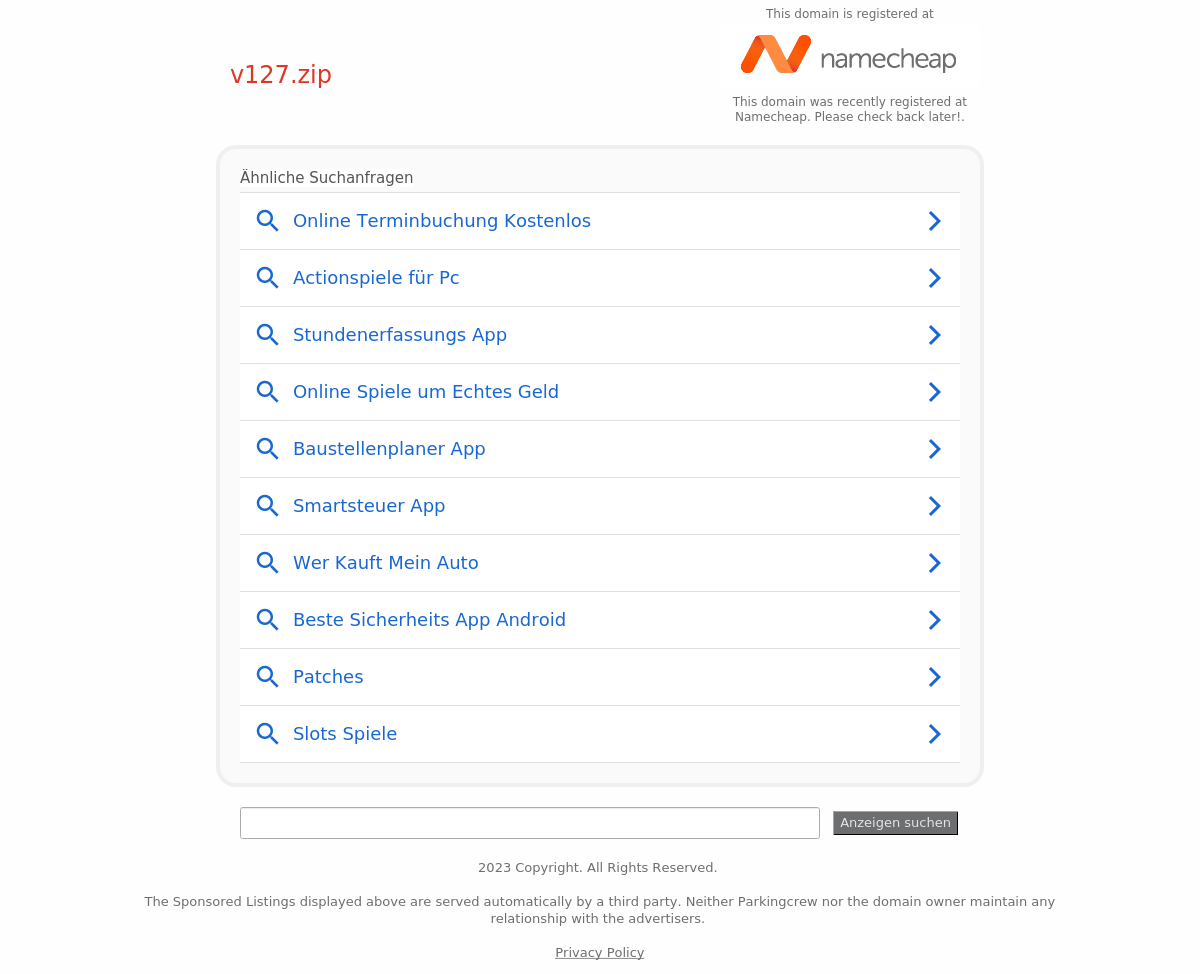 This domain is registered at
namecheap
v127.zip
This domain was recently registered at
Namecheap. Please check back later!.
Ähnliche Suchanfragen
Online Terminbuchung Kostenlos
Actionspiele für Pc
Stundenerfassungs App
Online Spiele um Echtes Geld
Baustellenplaner App
Smartsteuer App
Wer Kauft Mein Auto
Beste Sicherheits App Android
Patches
Slots Spiele
Anzeigen suchen
2023 Copyright. All Rights Reserved.
The Sponsored Listings displayed above are served automatically by a third party. Neither Parkingcrew nor the domain owner maintain any
relationship with the advertisers.
Privacy Policy